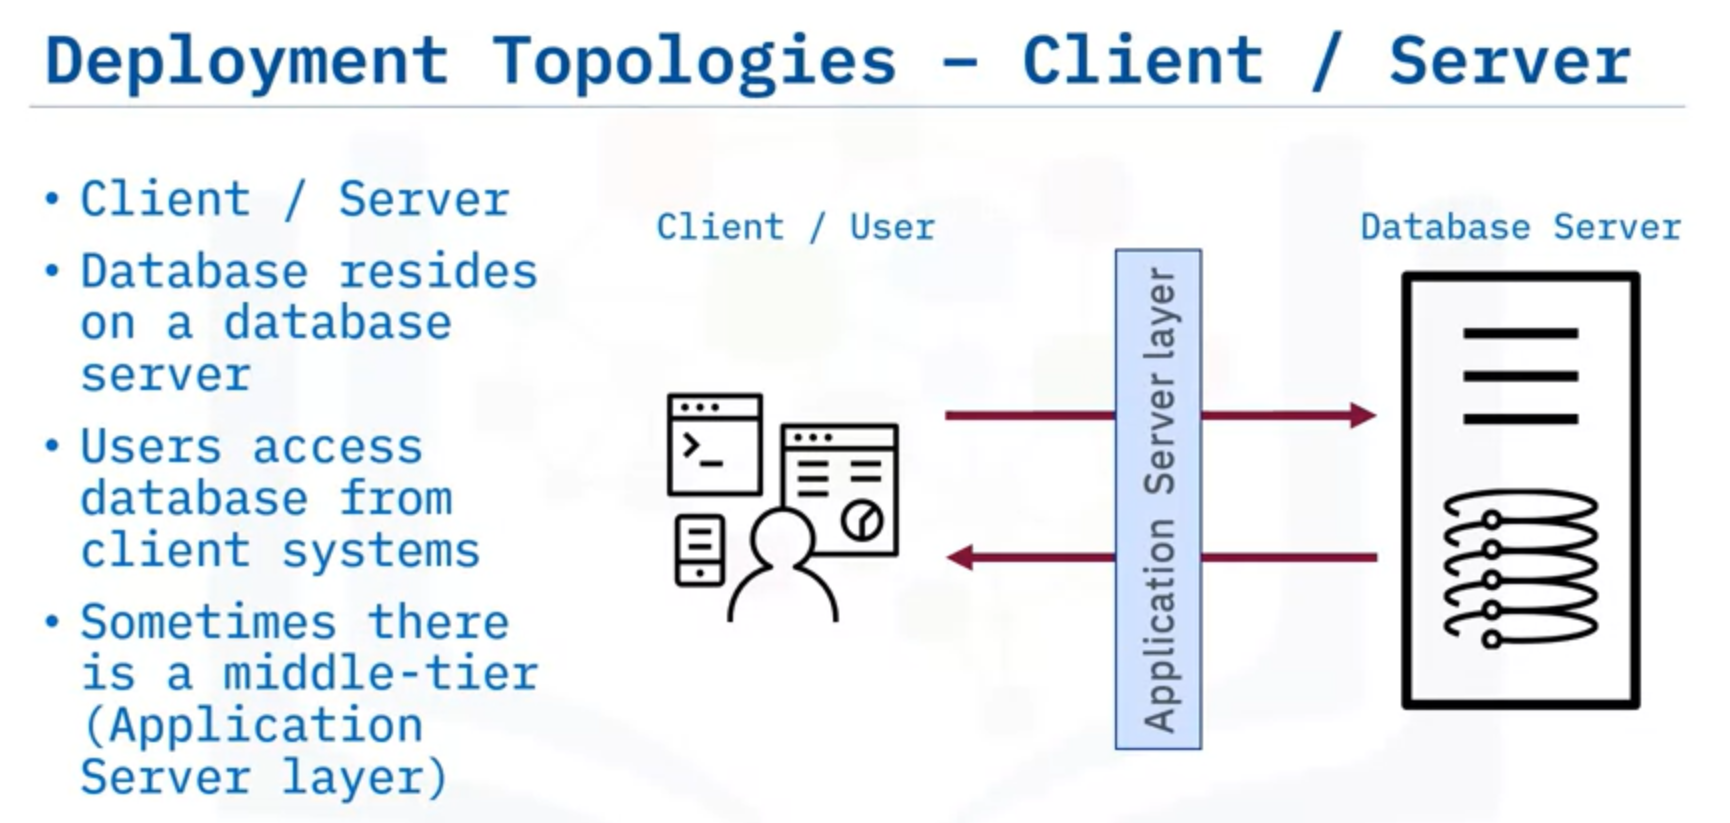 Deployment Topologies – Client / Server
• Client / Server
• Database resides
on a database
server
• Users access
database from
client systems
• Sometimes there
is a middle-tier
(Application
Server layer)
Client / User
Application Server layer
Database Server